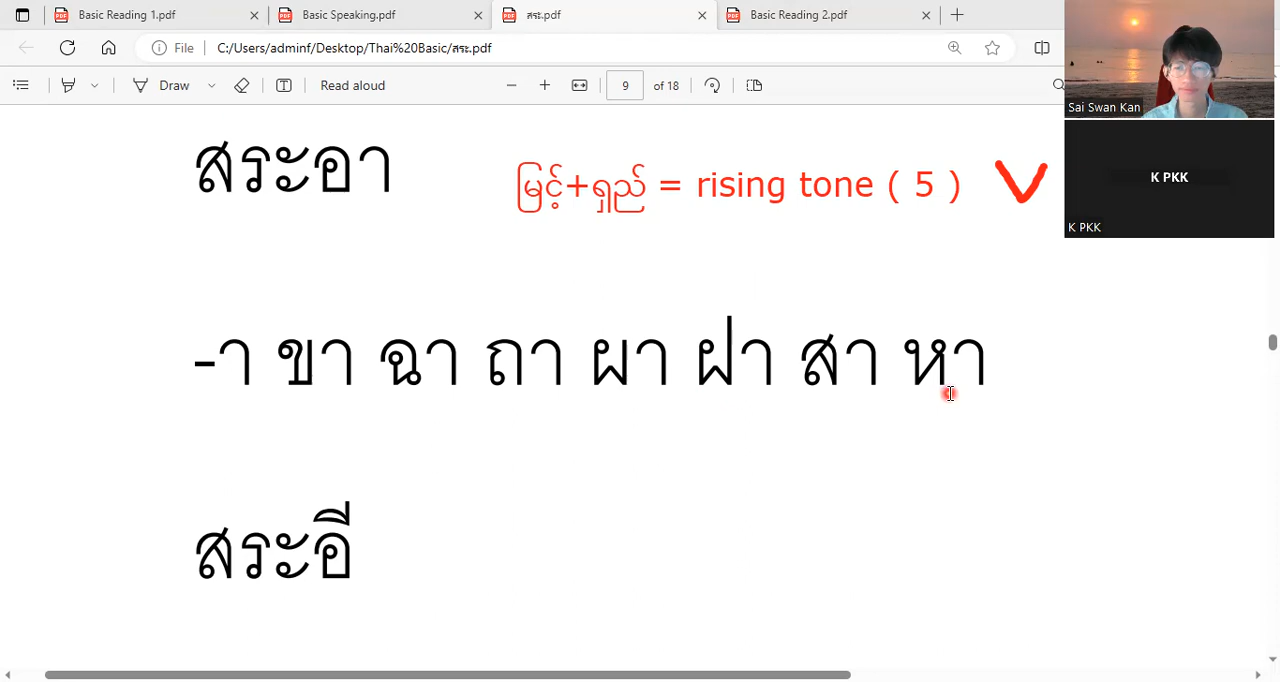 Basic Reading 1.pdf
Basic Speaking.pdf
สระ.pdf
Basic Reading 2.pdf
File C:/Users/adminf/Desktop/Thai%20Basic/สระ.pdf
Draw
Read aloud
9 of 18
Sai Swan Kan
K PKK
K PKK
สระอา
မြင့်+ရှည် = rising tone ( 5 )
-า ขา ฉา ถา ผา ฝา สา หา
สระอี